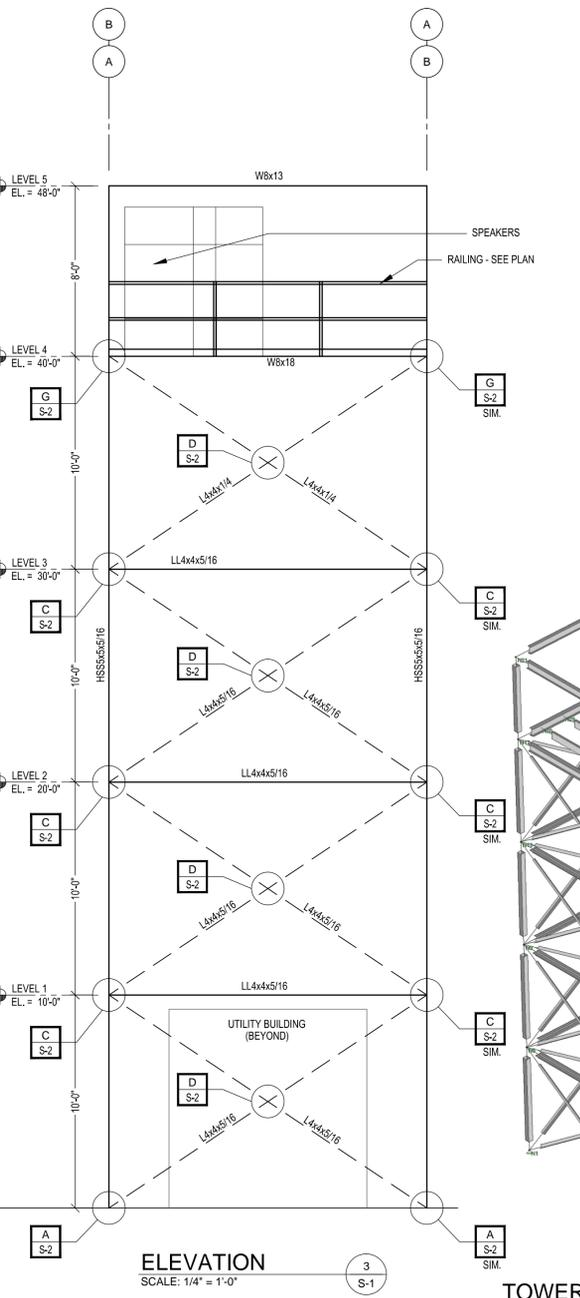 B
A
A
B
LEVEL 5
EL. = 48'-0"
W8x13
SPEAKERS
RAILING - SEE PLAN
8'-0"
LEVEL 4
EL. = 40'-0"
W8x18
G
S-2
G
S-2
SIM.
D
S-2
10'-0"
L4x4x1/4
L4x4x1/4
LEVEL 3
EL. = 30'-0"
LL4x4x5/16
C
S-2
C
S-2
SIM.
HSS5x5x5/16
HSS5x5x5/16
D
S-2
10'-0"
L4x4x5/16
L4x4x5/16
LEVEL 2
EL. = 20'-0"
LL4x4x5/16
C
S-2
C
S-2
SIM.
D
S-2
10'-0"
L4x4x5/16
L4x4x5/16
LEVEL 1
EL. = 10'-0"
LL4x4x5/16
C
S-2
C
S-2
SIM.
UTILITY BUILDING
(BEYOND)
D
S-2
10'-0"
L4x4x5/16
L4x4x5/16
A
S-2
A
S-2
SIM.
ELEVATION
SCALE: 1/4" = 1'-0"
3
S-1
TOWER